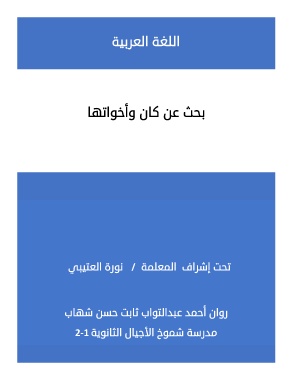 اللغة العربية
بحث عن كان وأخواتها
تحت إشراف المعلمة / نورة العتيبي
روان أحمد عبدالتواب ثابت حسن شهاب
مدرسة شموخ الأجيال الثانوية 1-2